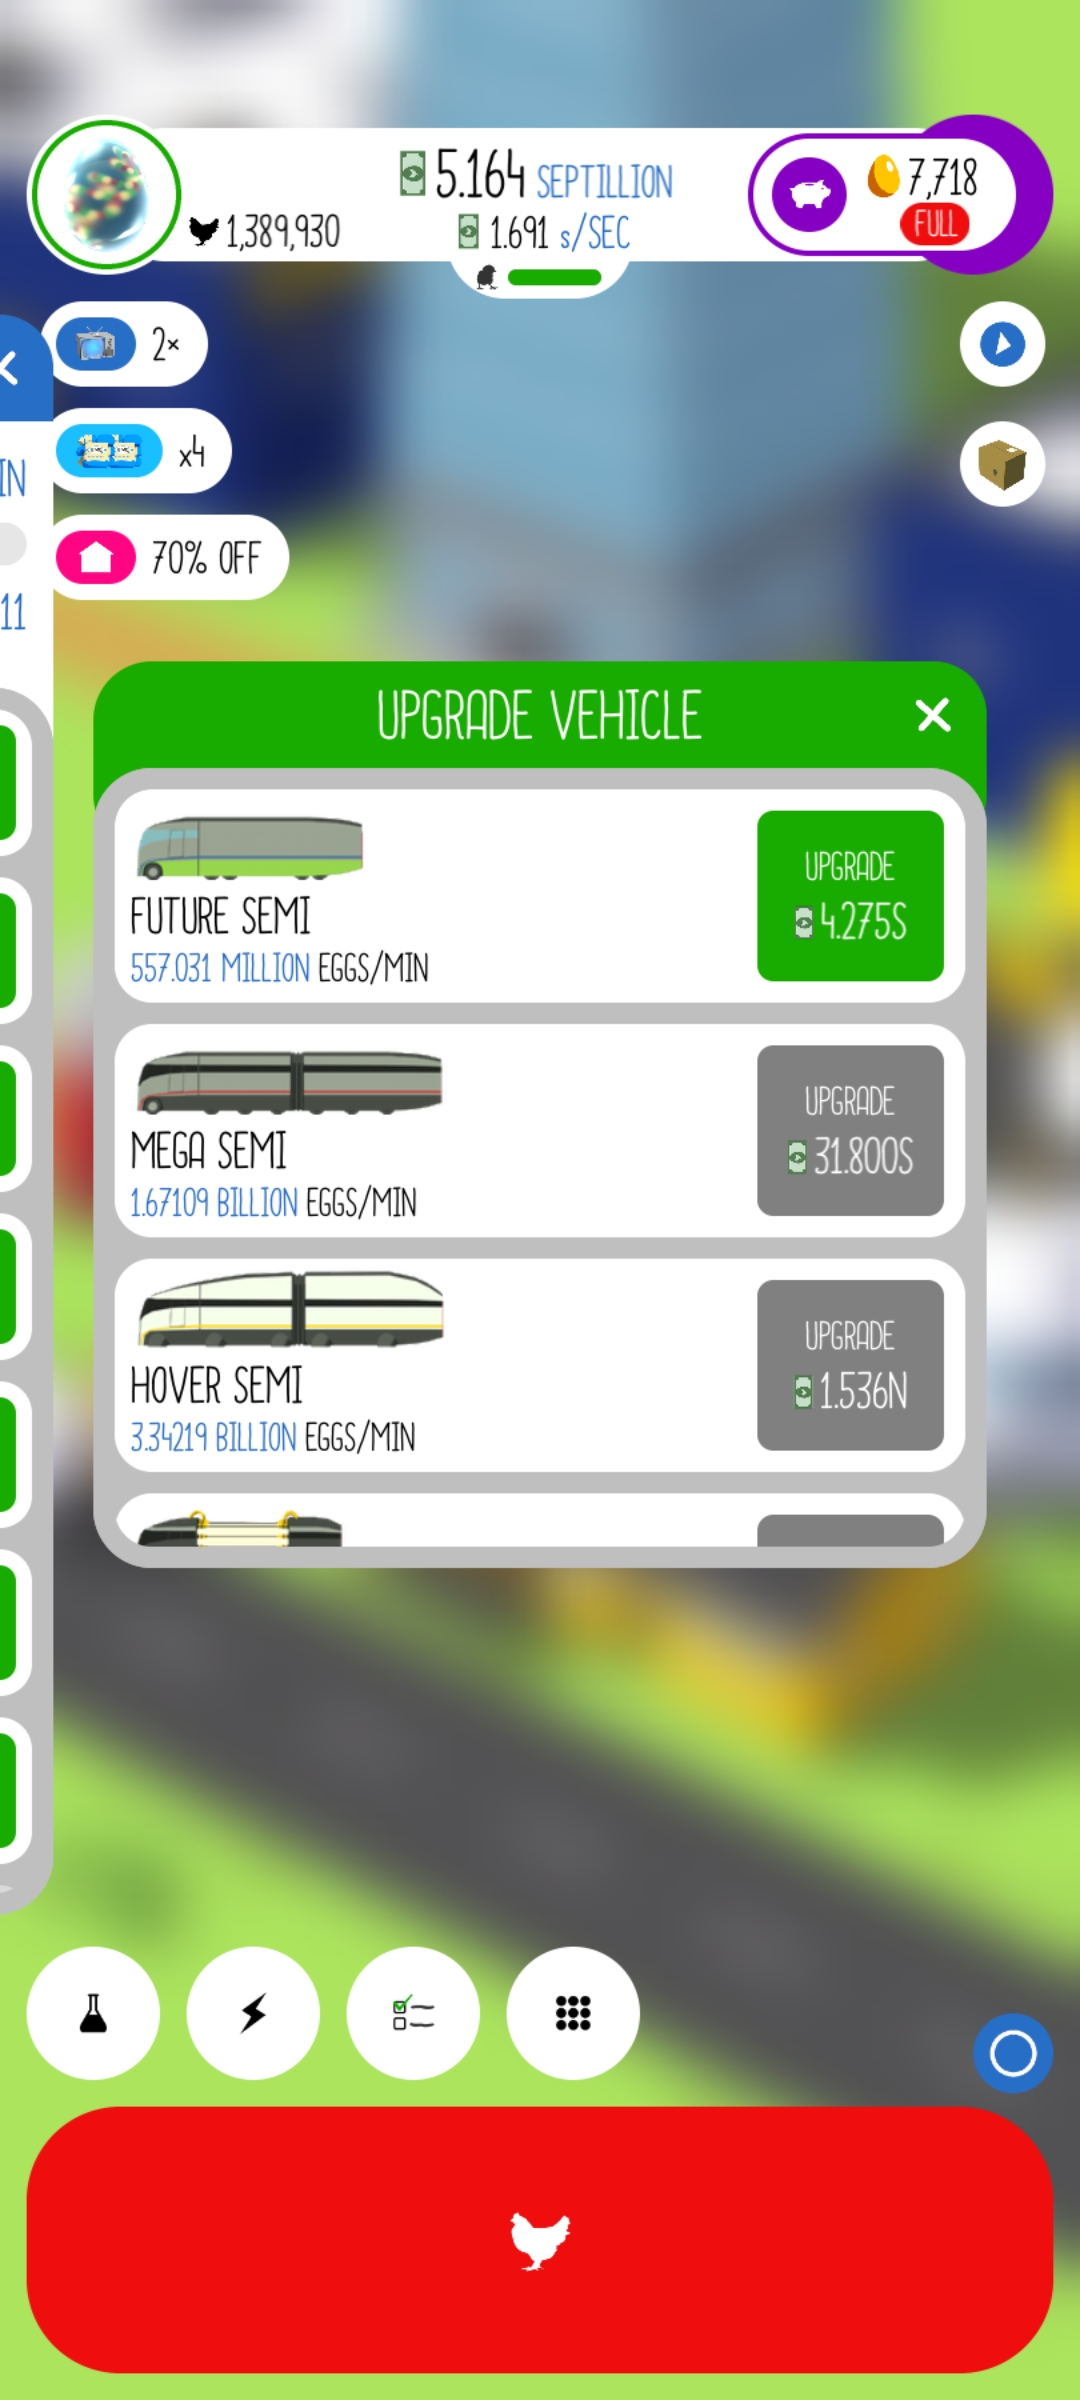 5.164 SEPTILLION
7,718
1,389,930
1.691 s/SEC
FULL
2×
x4
IN
70% OFF
11
UPGRADE VEHICLE
FUTURE SEMI
557.031 MILLION EGGS/MIN
UPGRADE
4.275S
MEGA SEMI
1.67109 BILLION EGGS/MIN
UPGRADE
31.800S
HOVER SEMI
3.34219 BILLION EGGS/MIN
UPGRADE
1.536N